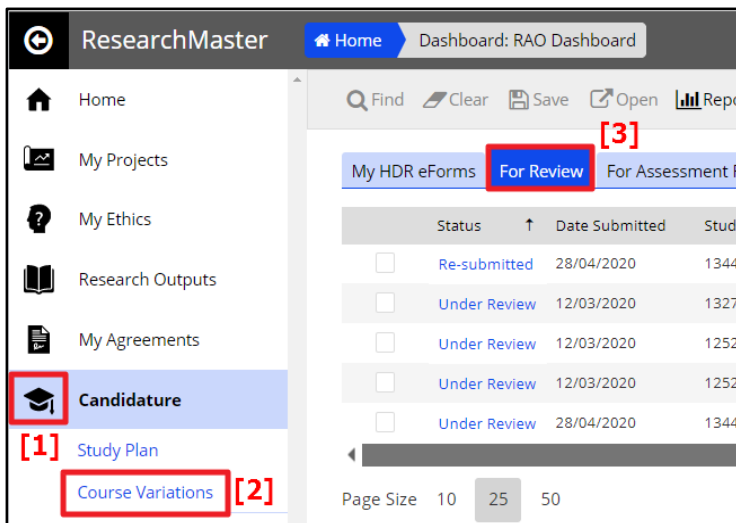 ResearchMaster
Home
Dashboard: RAO Dashboard
Home
My Projects
My Ethics
Research Outputs
My Agreements
Candidature
[1]
Study Plan
Course Variations
[2]
Find Clear Save Open Repo
[3]
My HDR eForms For Review For Assessment
Status ↑ Date Submitted Stud
Re-submitted 28/04/2020 1344
Under Review 12/03/2020 1327
Under Review 12/03/2020 1252
Under Review 12/03/2020 1252
Under Review 28/04/2020 1344
Page Size 10 25 50